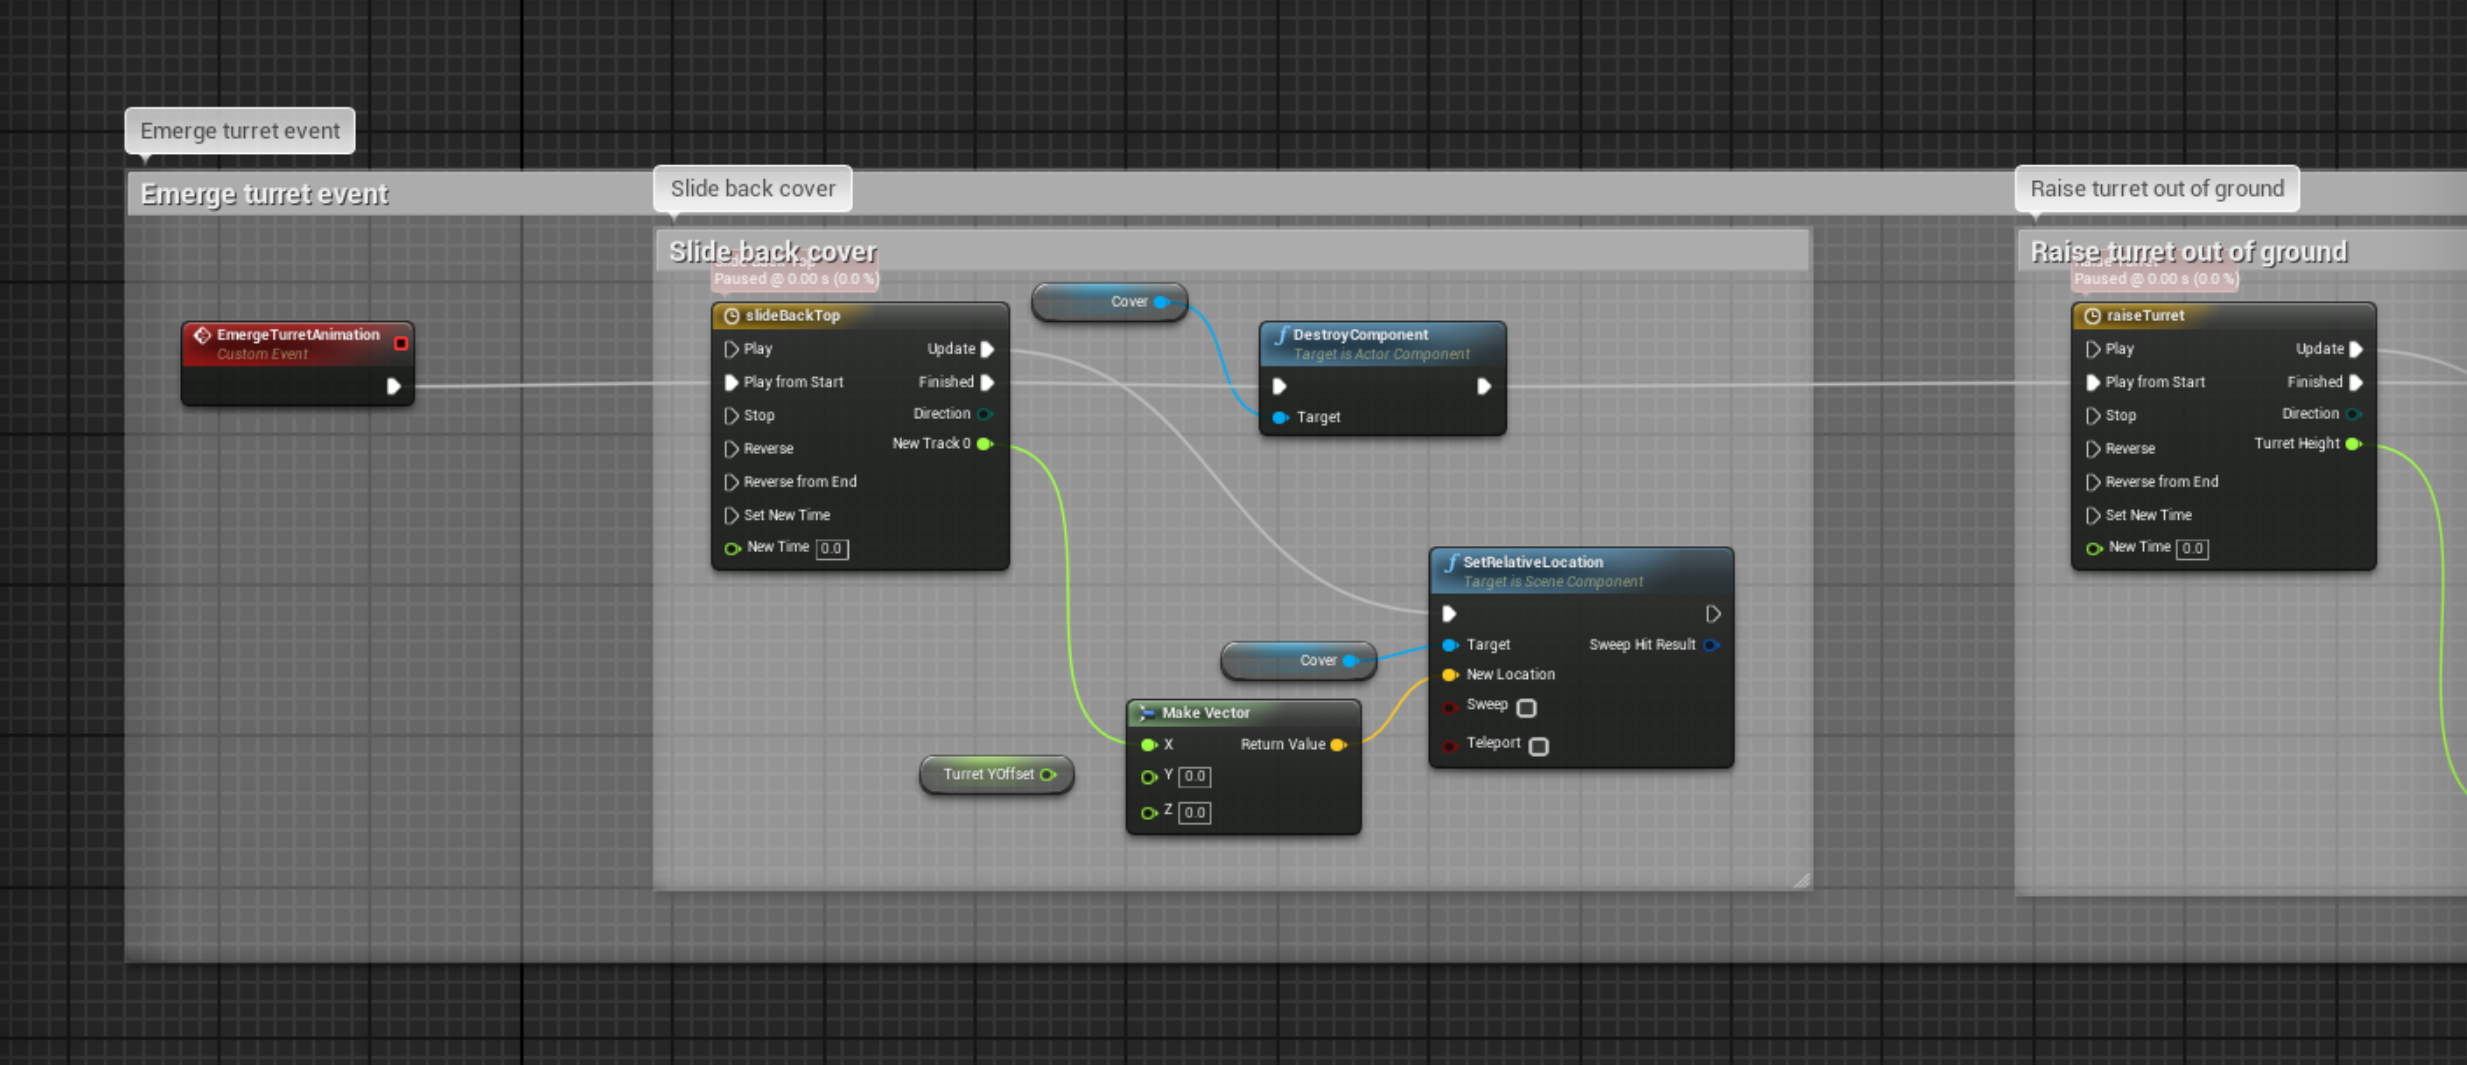 Emerge turret event
Emerge turret event
Slide back cover
Slide back cover
Raise turret out of ground
Raise turret out of ground
Paused @ 0.00 s (0.0 %)
Paused @ 0.00 s (0.0 %)
EmergeTurretAnimation
Custom Event
slideBackTop
Play
Update
Play from Start
Finished
Stop
Direction
Reverse
New Track 0
Reverse from End
Set New Time
New Time 0.0
Cover
DestroyComponent
Target is Actor Component
Target
SetRelativeLocation
Target is Scene Component
Target
Sweep Hit Result
New Location
Sweep
Teleport
Cover
Make Vector
X
Return Value
Y 0.0
Z 0.0
Turret YOffset
raiseTurret
Play
Update
Play from Start
Finished
Stop
Direction
Reverse
Turret Height
Reverse from End
Set New Time
New Time 0.0